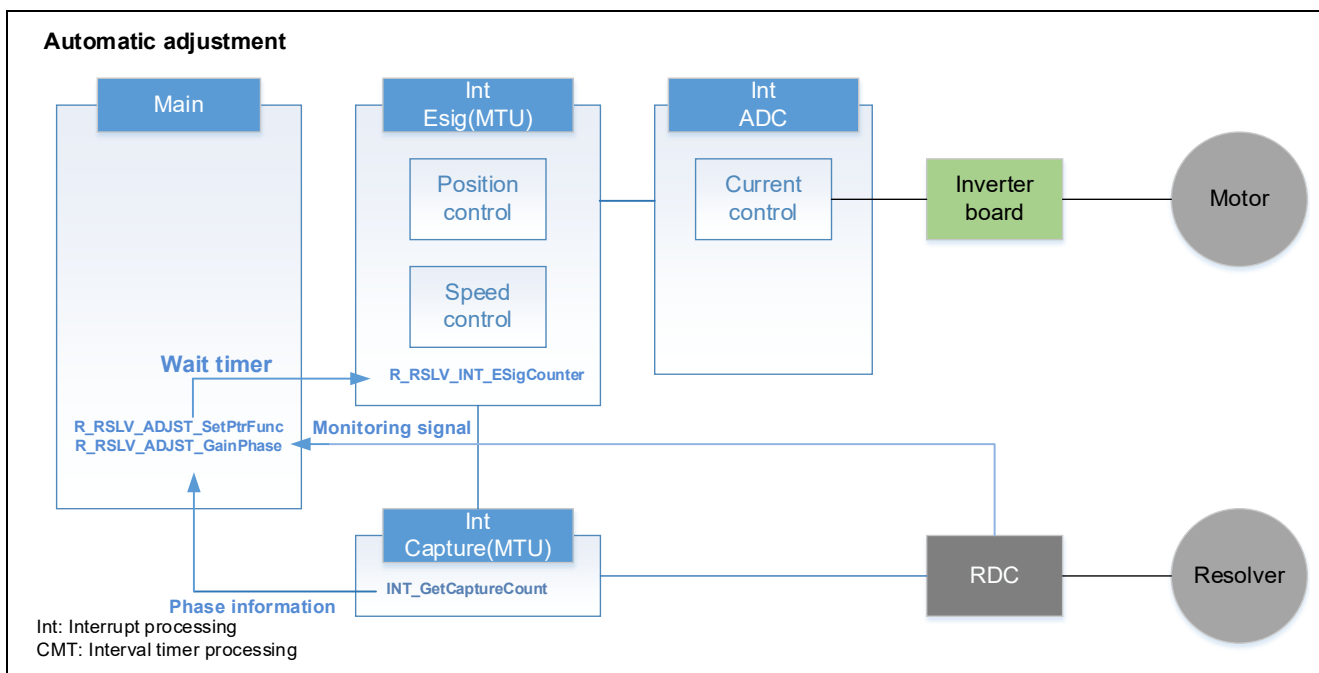 Automatic adjustment
Main
Int
Esig(MTU)
Int
ADC
Position
control
Current
control
Inverter
board
Motor
Speed
control
Wait timer
R_RSLV_INT_ESigCounter
R_RSLV_ADJST_SetPtrFunc
R_RSLV_ADJST_GainPhase
Monitoring signal
Int
Capture(MTU)
INT_GetCaptureCount
RDC
Resolver
Phase information
Int: Interrupt processing
CMT: Interval timer processing